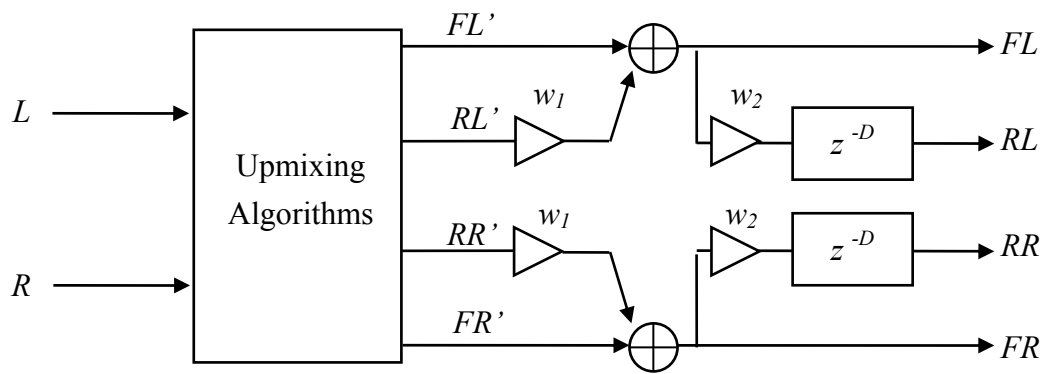 FL’
FL
w1
w2
L
RL’
z -D
RL
Upmixing
Algorithms
w1
w2
RR’
z -D
RR
R
FR’
FR